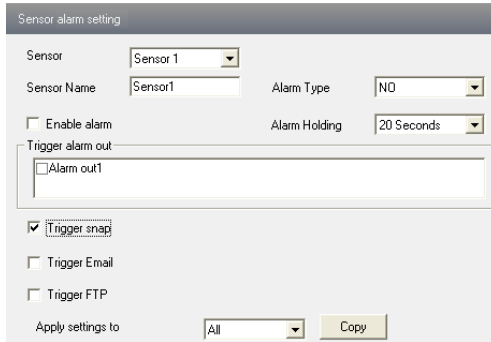 Sensor alarm setting
Sensor Sensor 1
Sensor Name Sensor1 Alarm Type NO
Enable alarm Alarm Holding 20 Seconds
Trigger alarm out
Alarm out1
Trigger snap
Trigger Email
Trigger FTP
Apply settings to All Copy